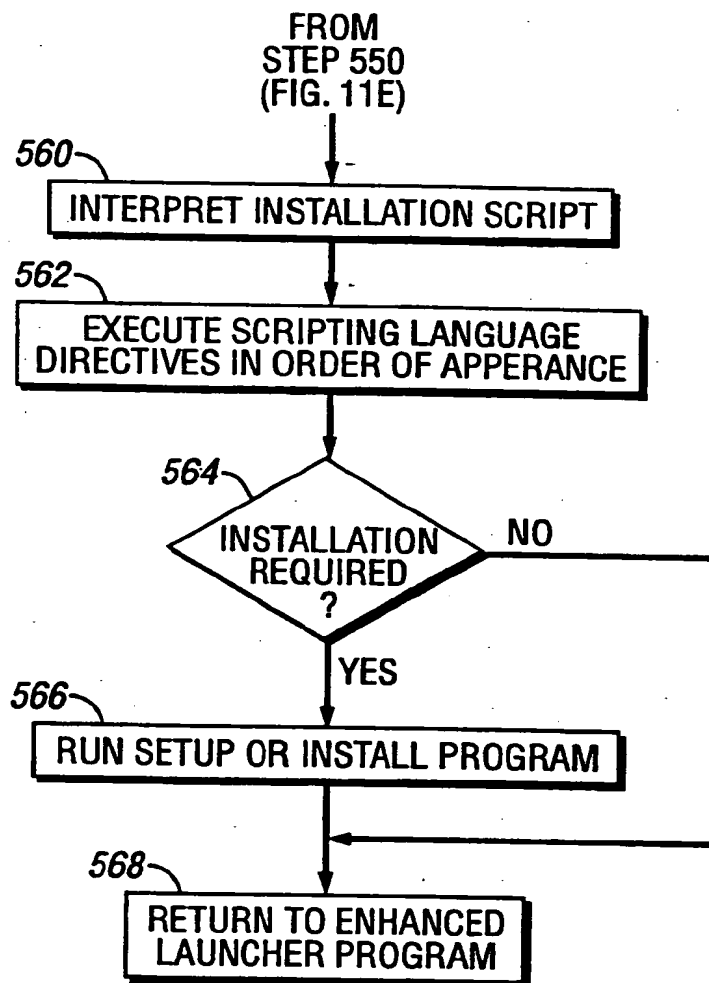 FROM
STEP 550
(FIG. 11E)
560
INTERPRET INSTALLATION SCRIPT
562
EXECUTE SCRIPTING LANGUAGE
DIRECTIVES IN ORDER OF APPERANCE
564
INSTALLATION
REQUIRED
?
NO
YES
566
RUN SETUP OR INSTALL PROGRAM
568
RETURN TO ENHANCED
LAUNCHER PROGRAM